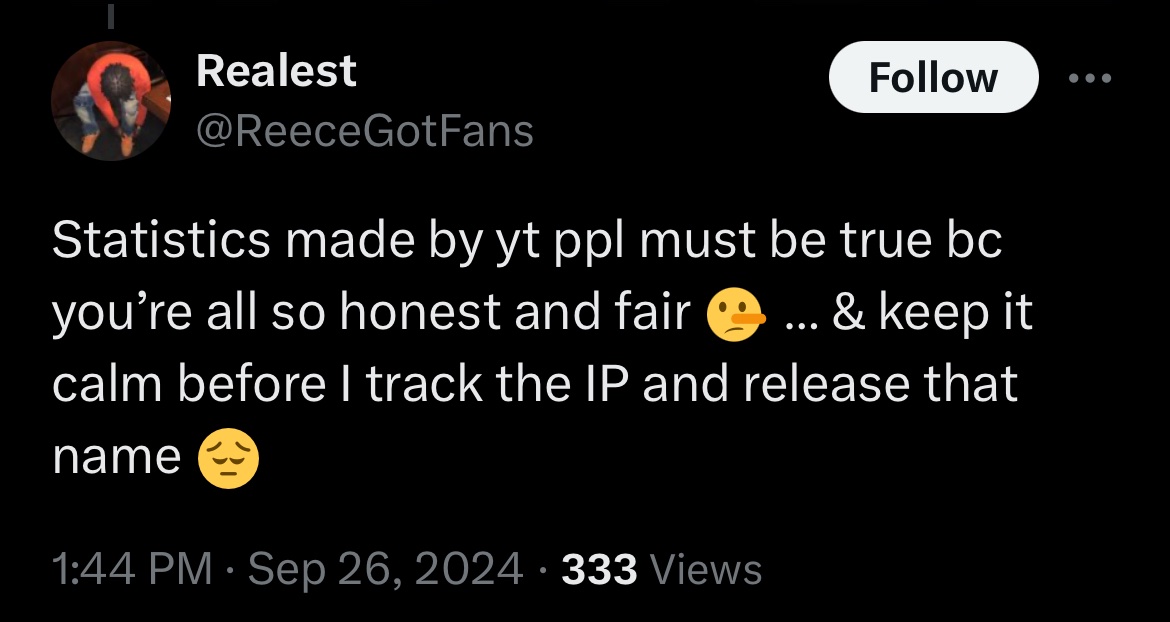 Realest
Follow
@ReeceGotFans
Statistics made by yt ppl must be true bc
you’re all so honest and fair 🤥 ... & keep it
calm before I track the IP and release that
name 😔
1:44 PM · Sep 26, 2024 · 333 Views